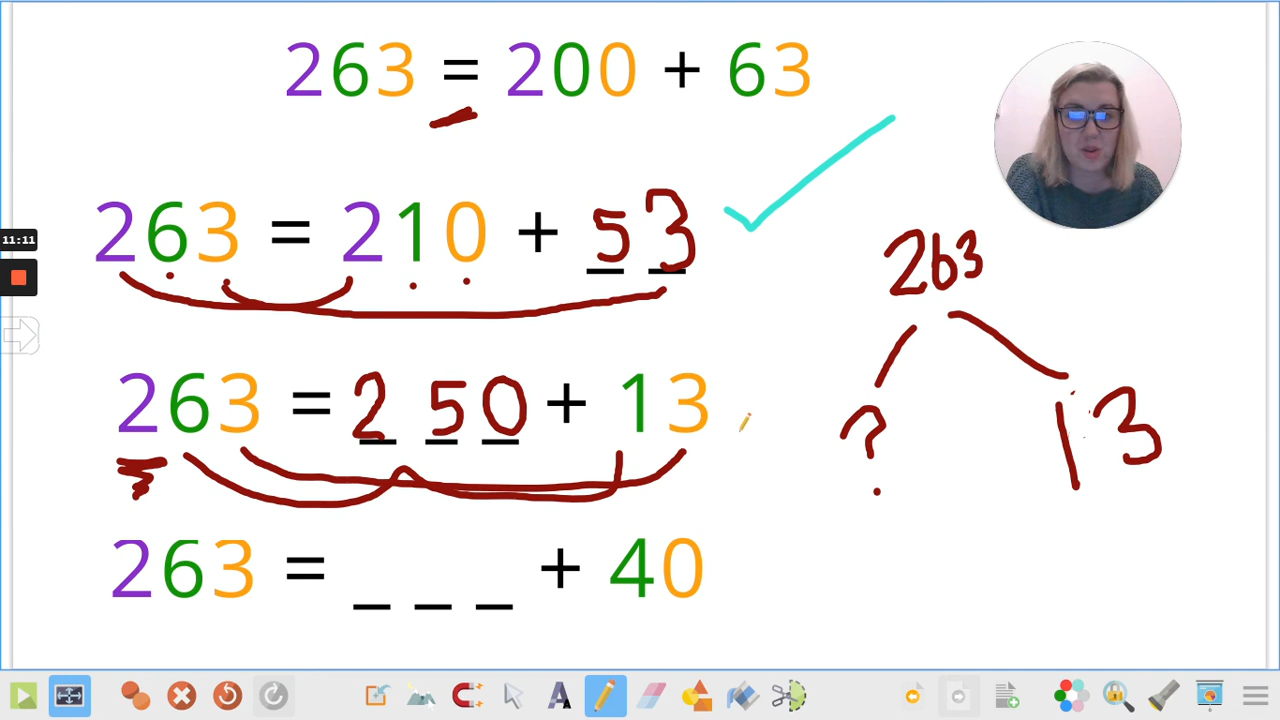 263 = 200 + 63
263 = 210 + 53
263
11:11
263 = 250 + 13
? 13
263 = _ _ _ + 40
A